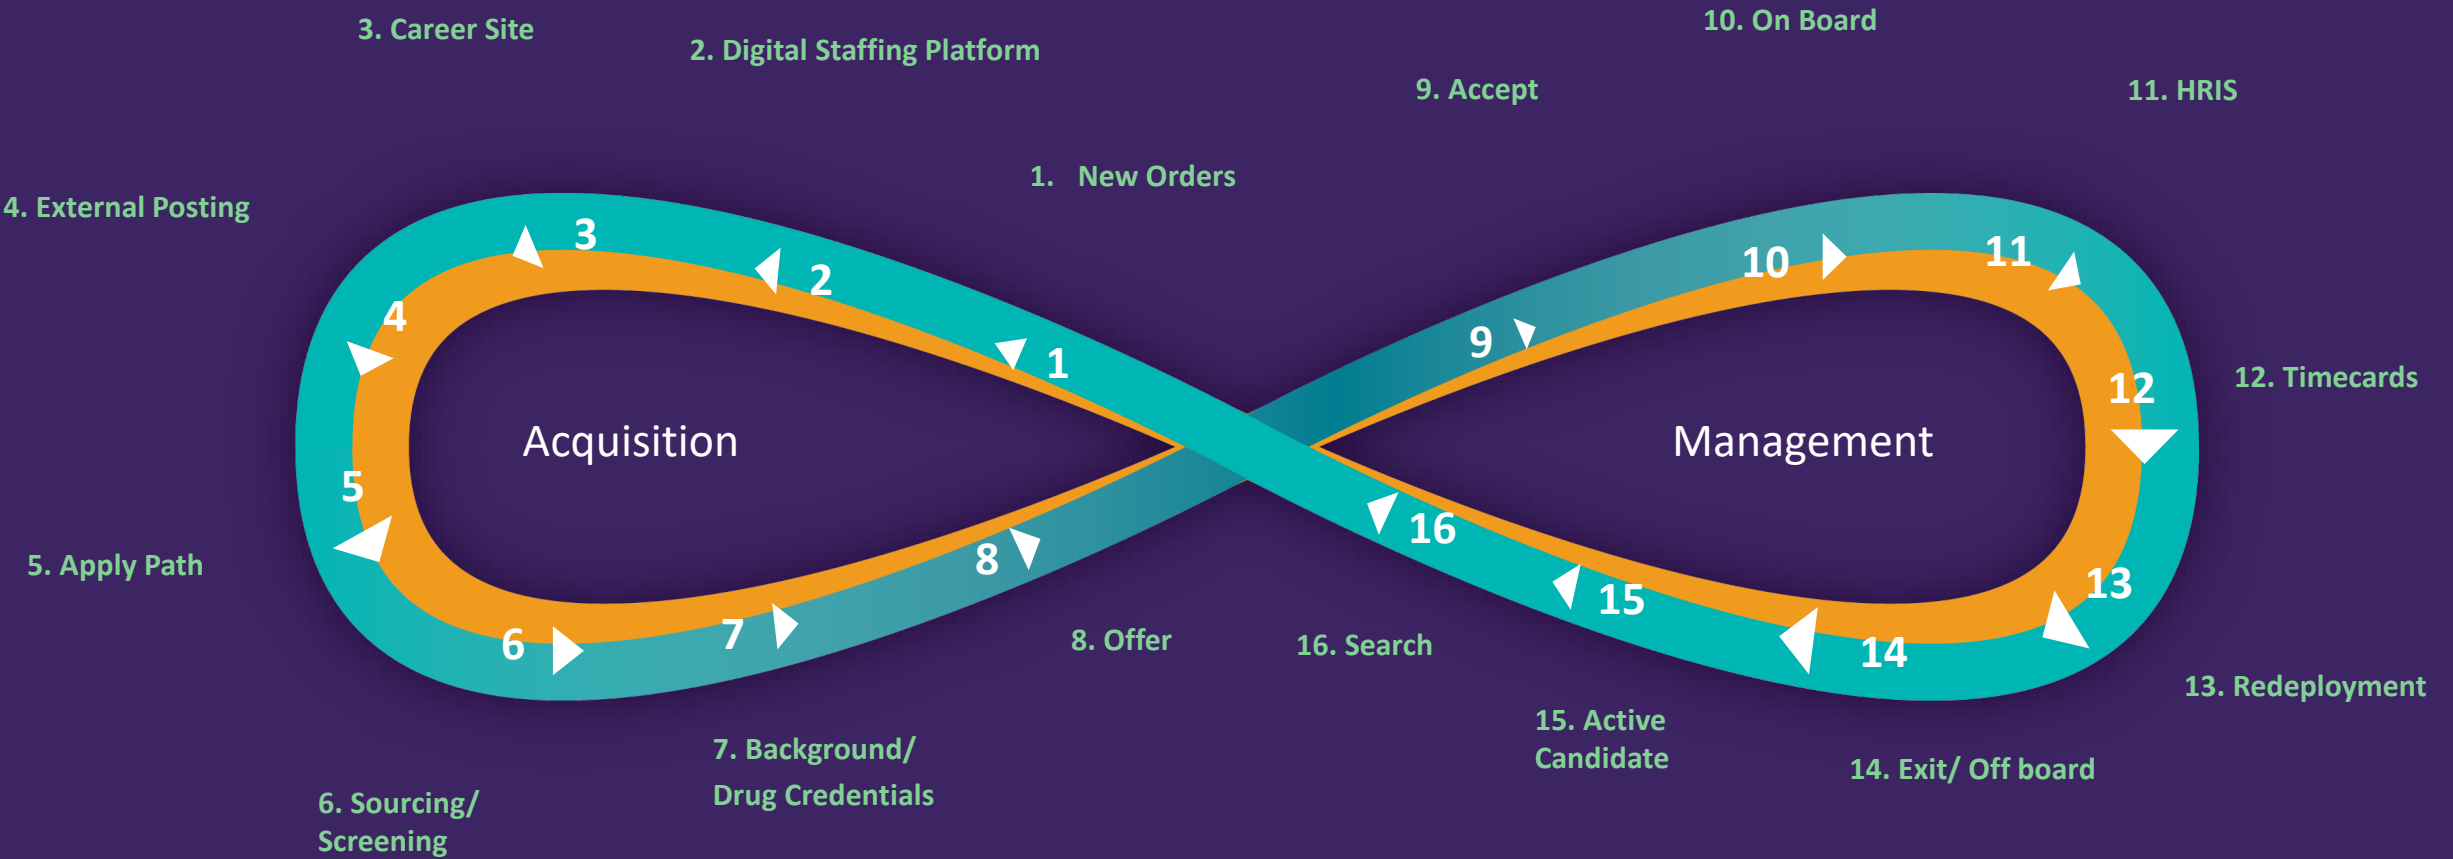 3. Career Site
2. Digital Staffing Platform
10. On Board
9. Accept
11. HRIS
1. New Orders
4. External Posting
3
2
4
1
10
11
9
12
12. Timecards
Acquisition
Management
5
16
8
5. Apply Path
15
13
6
7
14
8. Offer
16. Search
13. Redeployment
15. Active
Candidate
7. Background/
Drug Credentials
14. Exit/ Off board
6. Sourcing/
Screening